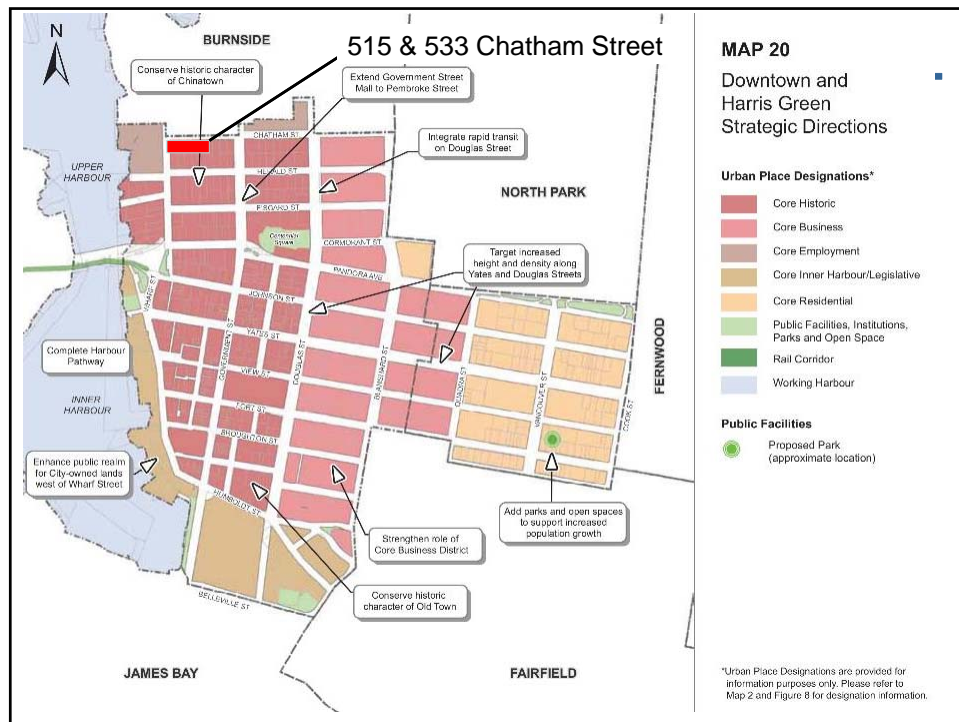 N
BURNSIDE
515 & 533 Chatham Street
Conserve historic character
of Chinatown
Extend Government Street
Mall to Pembroke Street
Integrate rapid transit
on Douglas Street
UPPER
HARBOUR
CHATHAM ST
HERALD ST
FISGARD ST
Centennial
Square
CORMORANT ST
PANDORA AVE
NORTH PARK
Target increased
height and density along
Yates and Douglas Streets
WHARF ST
JOHNSON ST
YATES ST
VIEW ST
FORT ST
BROUGHTON ST
HUMBOLDT ST
GOVERNMENT ST
DOUGLAS ST
BLANSHARD ST
QUADRA ST
VANCOUVER ST
COOK ST
FERNWOOD
Complete Harbour
Pathway
INNER
HARBOUR
Enhance public realm
for City-owned lands
west of Wharf Street
Add parks and open spaces
to support increased
population growth
Strengthen role of
Core Business District
Conserve historic
character of Old Town
BELLEVILLE ST
JAMES BAY
FAIRFIELD
MAP 20
Downtown and
Harris Green
Strategic Directions
Urban Place Designations*
Core Historic
Core Business
Core Employment
Core Inner Harbour/Legislative
Core Residential
Public Facilities, Institutions,
Parks and Open Space
Rail Corridor
Working Harbour
Public Facilities
Proposed Park
(approximate location)
*Urban Place Designations are provided for
information purposes only. Please refer to
Map 2 and Figure 8 for designation information.